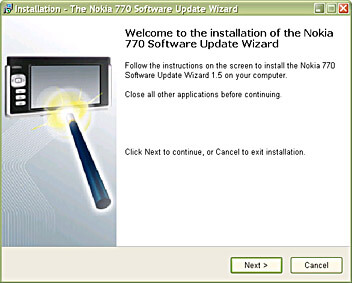 Installation - The Nokia 770 Software Update Wizard
Welcome to the installation of the Nokia
770 Software Update Wizard
Follow the instructions on the screen to install the Nokia 770
Software Update Wizard 1.5 on your computer.
Close all other applications before continuing.
Click Next to continue, or Cancel to exit installation.
Next >
Cancel